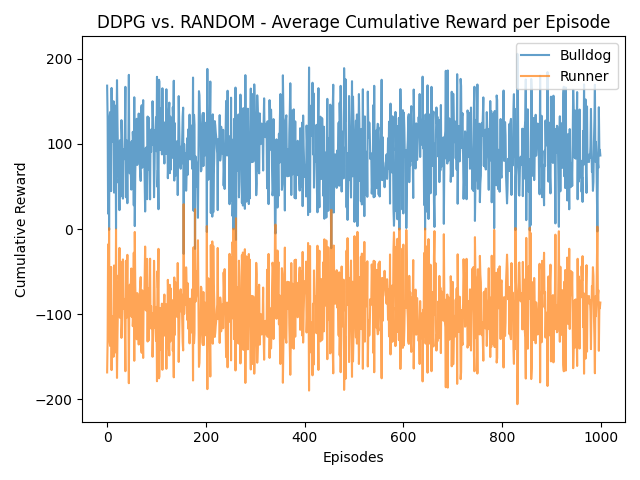 DDPG vs. RANDOM - Average Cumulative Reward per Episode
Bulldog
Runner
Cumulative Reward
200
100
0
−100
−200
0 200 400 600 800 1000
Episodes